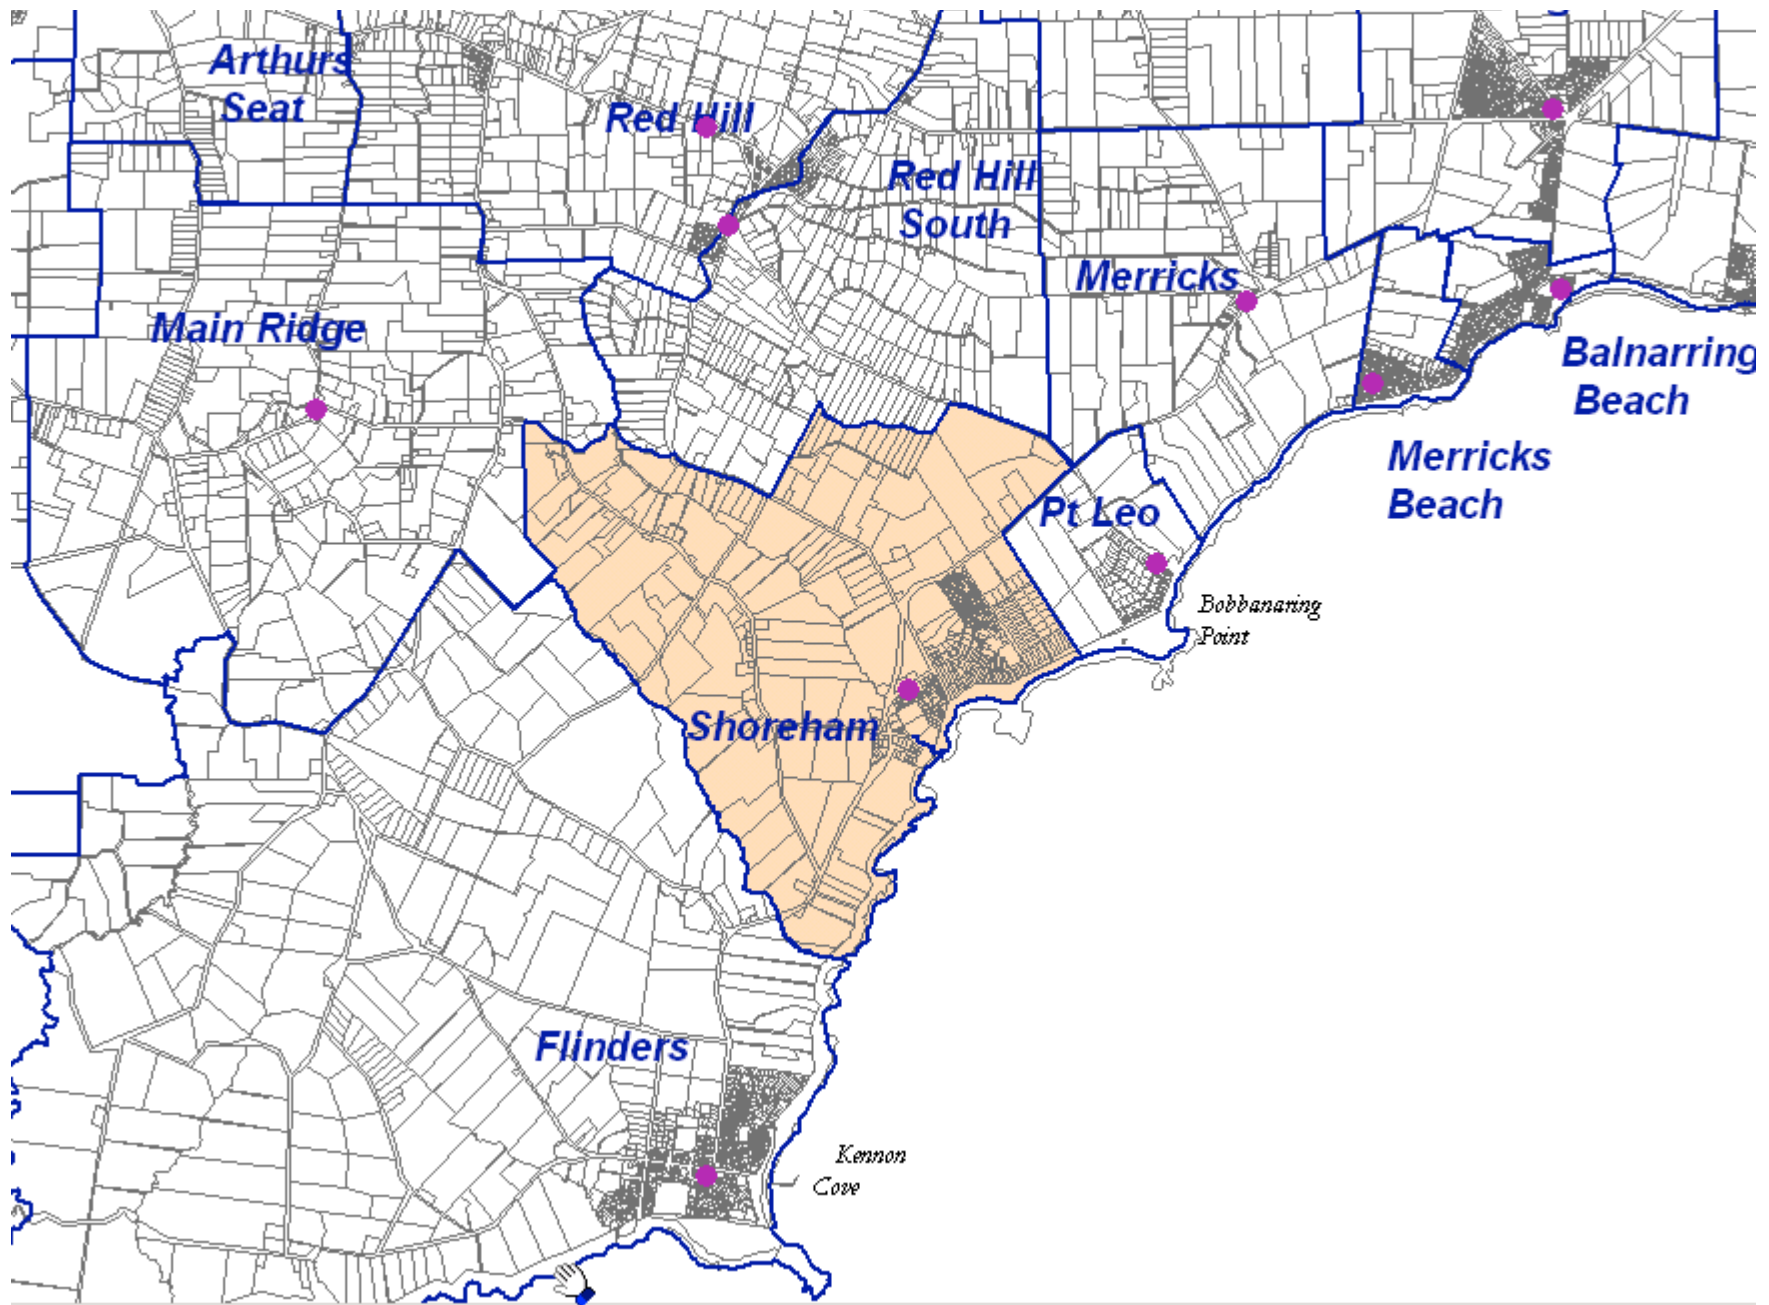 Arthurs
Seat
Red Hill
Red Hill
South
Merricks
Main Ridge
Balnarring
Beach
Merricks
Beach
Pt Leo
Bobbanaring
Point
Shoreham
Flinders
Kennon
Cove